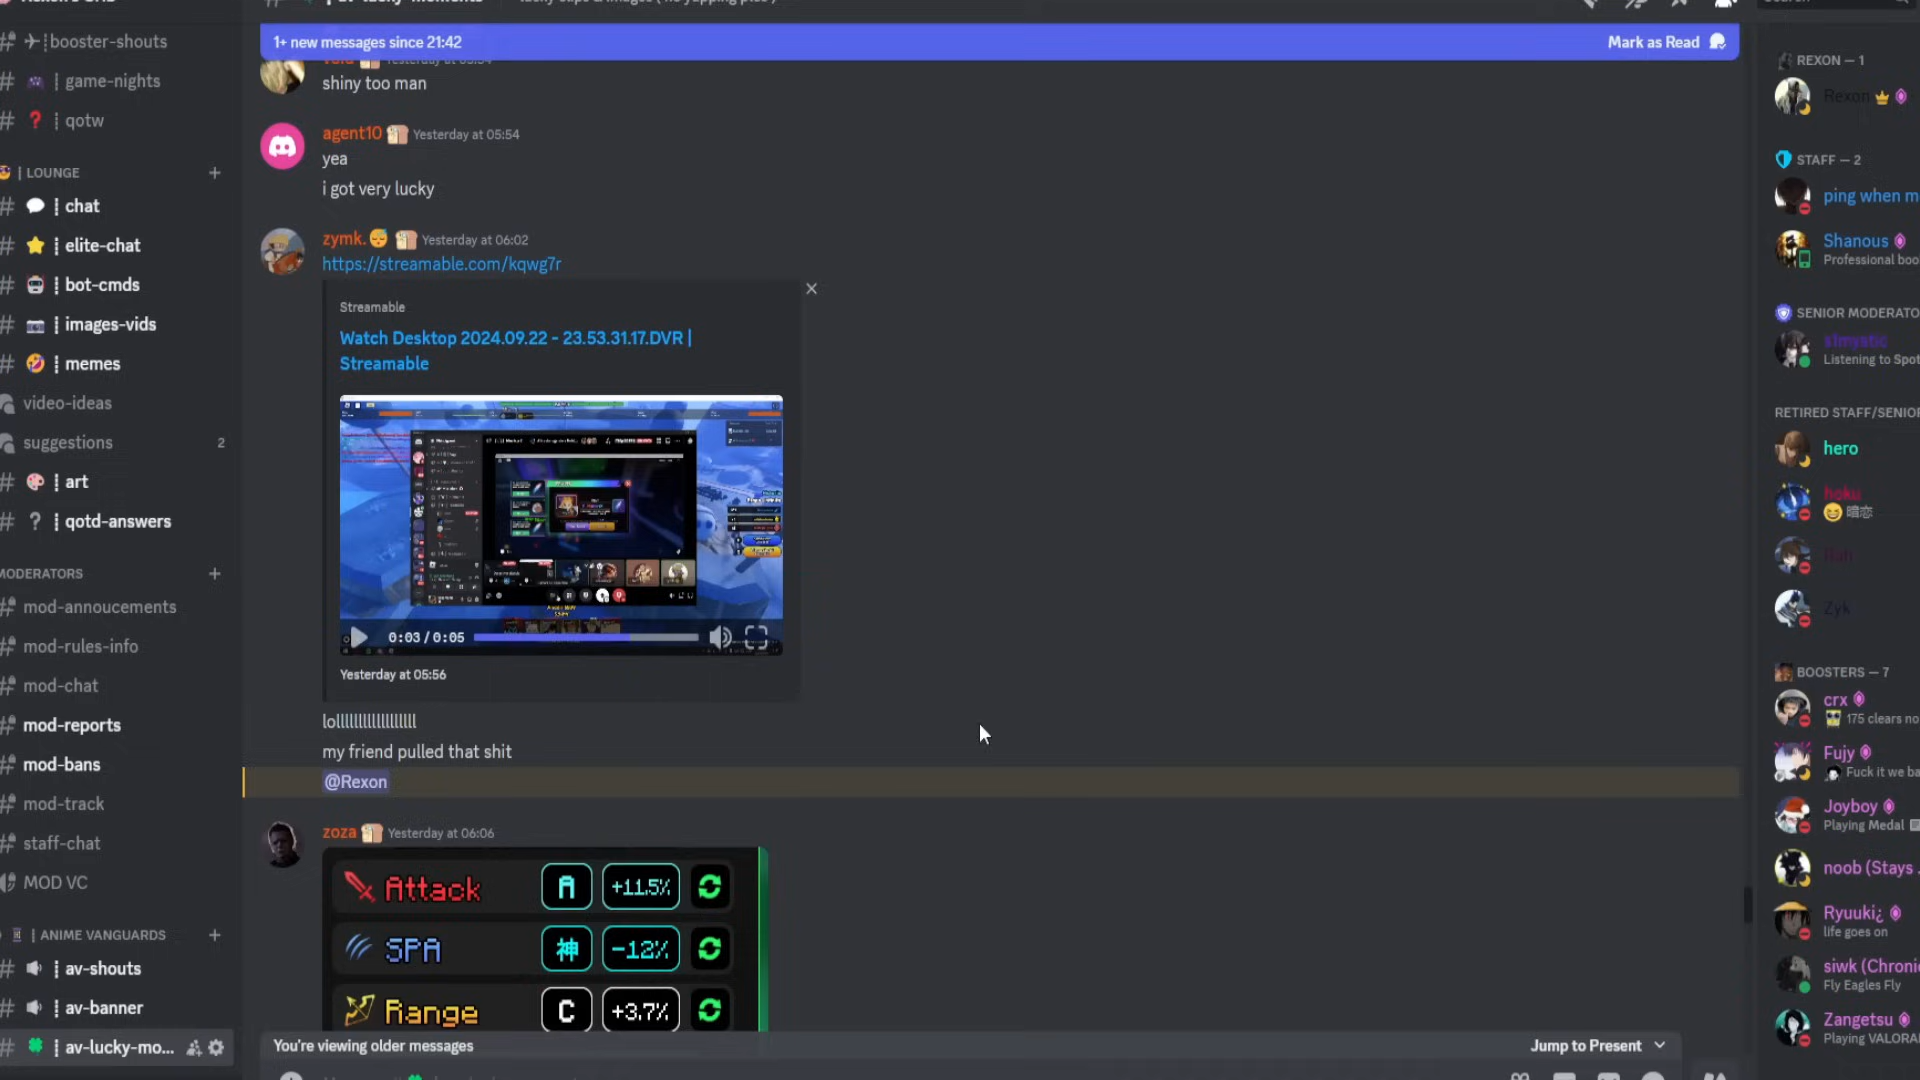 booster-shouts
game-nights
qotw
LOUNGE
chat
elite-chat
bot-cmds
images-vids
memes
video-ideas
suggestions 2
art
qotd-answers
MODERATORS
mod-annoucements
mod-rules-info
mod-chat
mod-reports
mod-bans
mod-track
staff-chat
MOD VC
ANIME VANGUARDS
av-shouts
av-banner
av-lucky-mo...
1+ new messages since 21:42
Mark as Read
shiny too man
agent10 Yesterday at 05:54
yea
i got very lucky
zymk. Yesterday at 06:02
https://streamable.com/kqwg7r
Streamable
Watch Desktop 2024.09.22 - 23.53.31.17.DVR |
Streamable
0:03 / 0:05
Yesterday at 05:56
lolllllllllllllllll
my friend pulled that shit
@Rexon
zoza Yesterday at 06:06
Attack A +11.5%
SPA 神 -12%
Range C +3.7%
You're viewing older messages
Jump to Present
REXON — 1
Rexon
STAFF — 2
ping when m
Shanous
Professional boo
SENIOR MODERATO
Listening to Spot
RETIRED STAFF/SENIOR
hero
hoku
暗恋
Zyk
BOOSTERS — 7
crx
175 clears no
Fujy
Fuck it we ba
Joyboy
Playing Medal
noob (Stays
Ryuuki¿
life goes on
siwk (Chroni
Fly Eagles Fly
Zangetsu
Playing VALORA